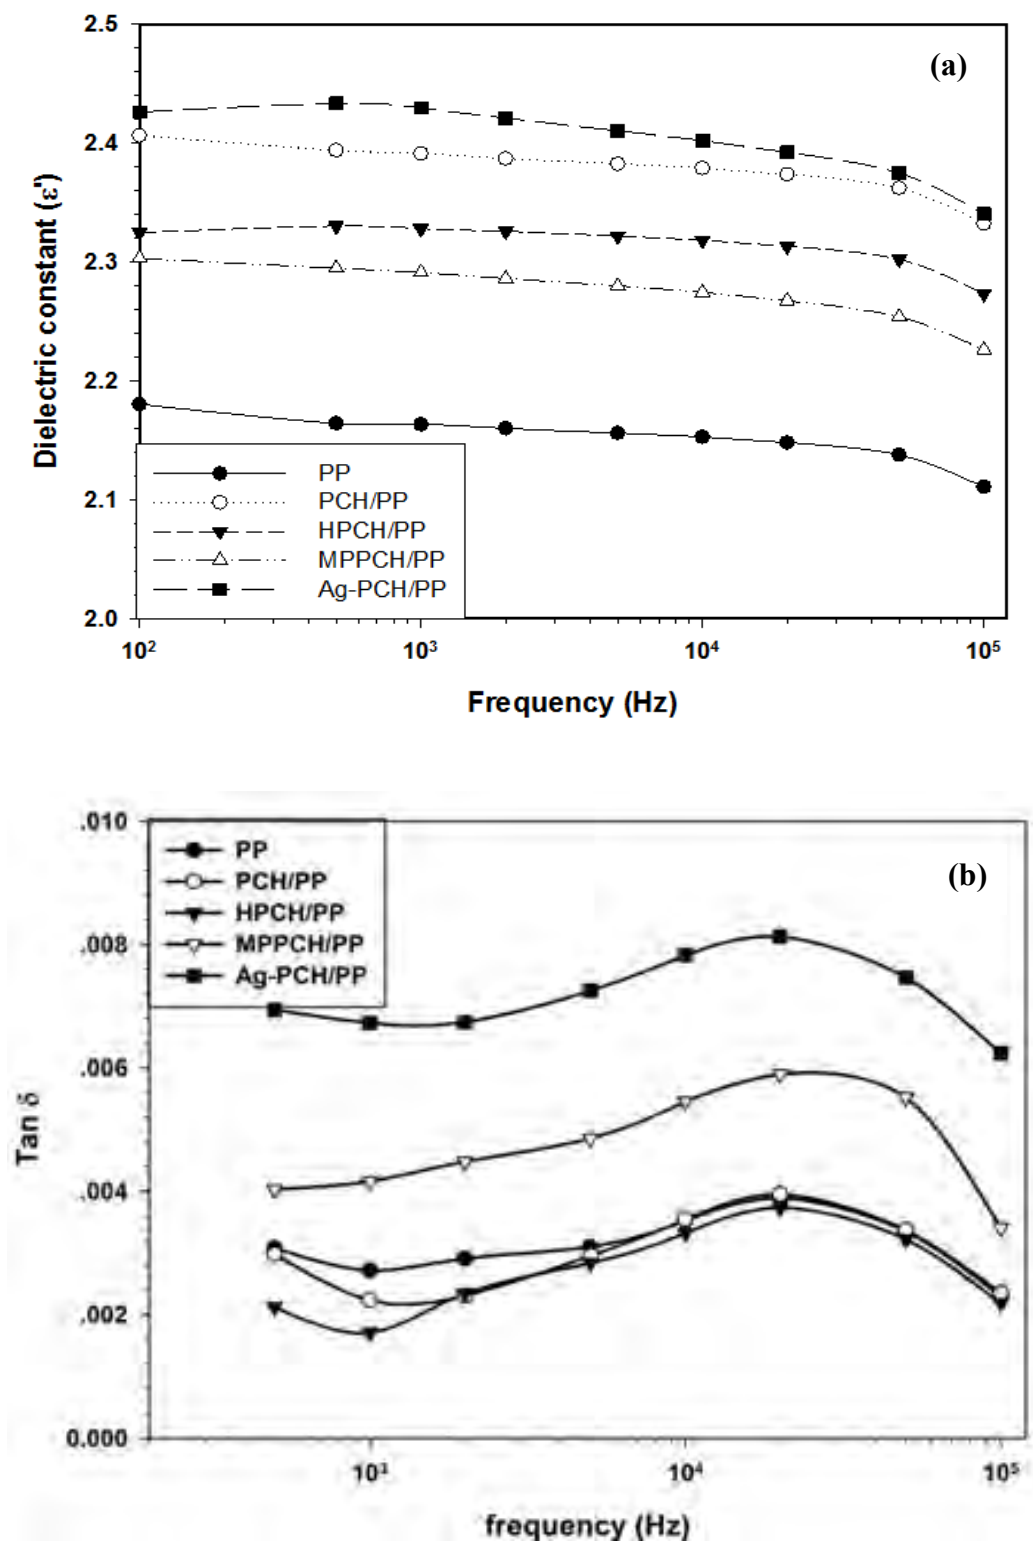 2.5
(a)
2.4
2.3
2.2
2.1
2.0
Dielectric constant (ε')
PP
PCH/PP
HPCH/PP
MPPCH/PP
Ag-PCH/PP
10² 10³ 10⁴ 10⁵
Frequency (Hz)
.010
(b)
.008
.006
.004
.002
0.000
Tan δ
PP
PCH/PP
HPCH/PP
MPPCH/PP
Ag-PCH/PP
10¹ 10⁴ 10⁵
frequency (Hz)